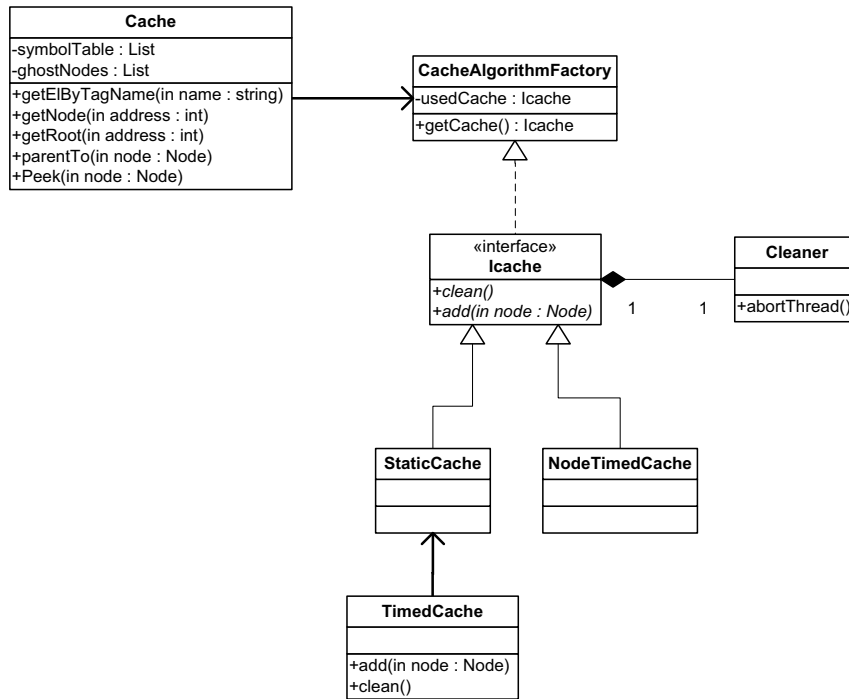 Cache
-symbolTable : List
-ghostNodes : List
+getElByTagName(in name : string)
+getNode(in address : int)
+getRoot(in address : int)
+parentTo(in node : Node)
+Peek(in node : Node)
CacheAlgorithmFactory
-usedCache : Icache
+getCache() : Icache
«interface»
Icache
+clean()
+add(in node : Node)
1
1
Cleaner
+abortThread()
StaticCache
NodeTimedCache
TimedCache
+add(in node : Node)
+clean()